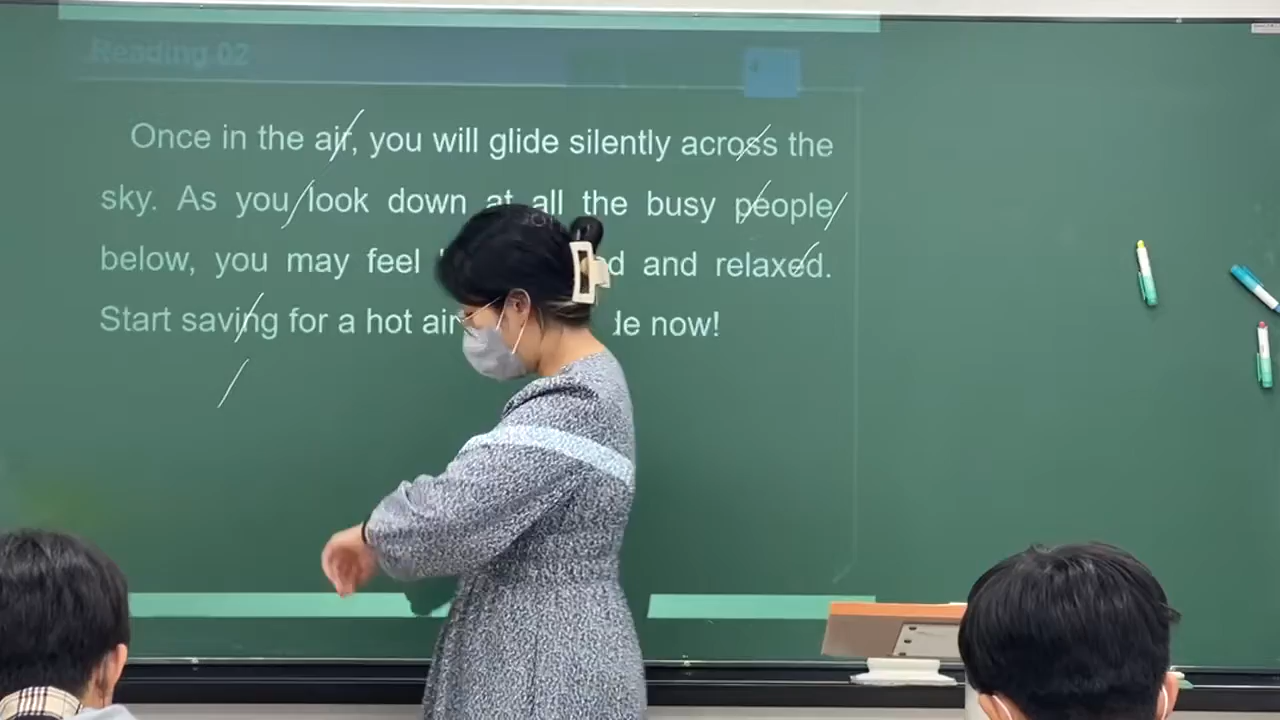 Reading 02
Once in the air, you will glide silently across the
sky. As you look down at all the busy people
below, you may feel and relaxed.
Start saving for a hot air now!